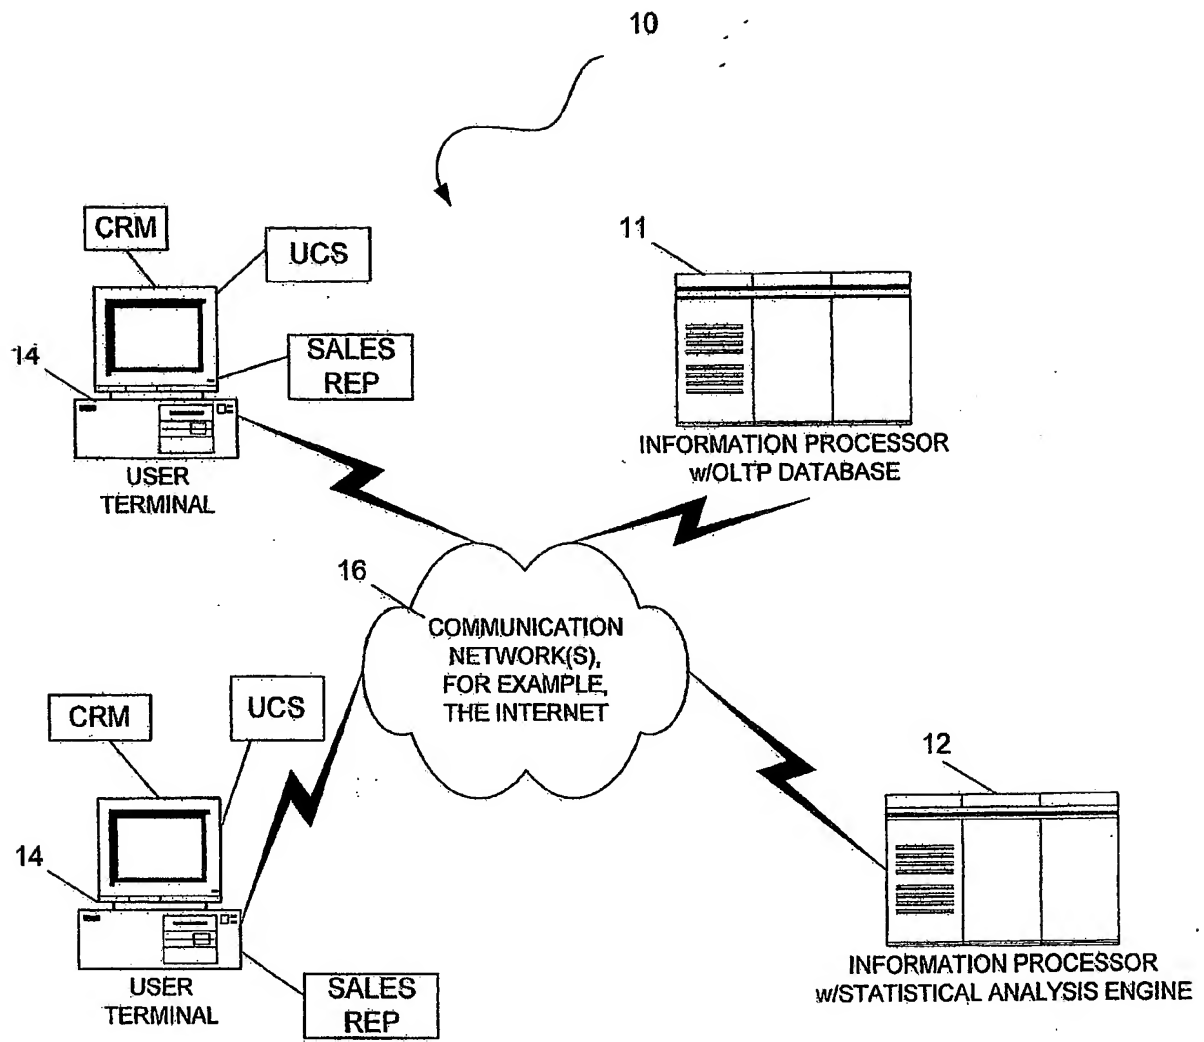 10
CRM
UCS
11
14
SALES
REP
INFORMATION PROCESSOR
w/OLTP DATABASE
USER
TERMINAL
16
COMMUNICATION
NETWORK(S),
FOR EXAMPLE,
THE INTERNET
CRM
UCS
12
14
USER
TERMINAL
SALES
REP
INFORMATION PROCESSOR
w/STATISTICAL ANALYSIS ENGINE